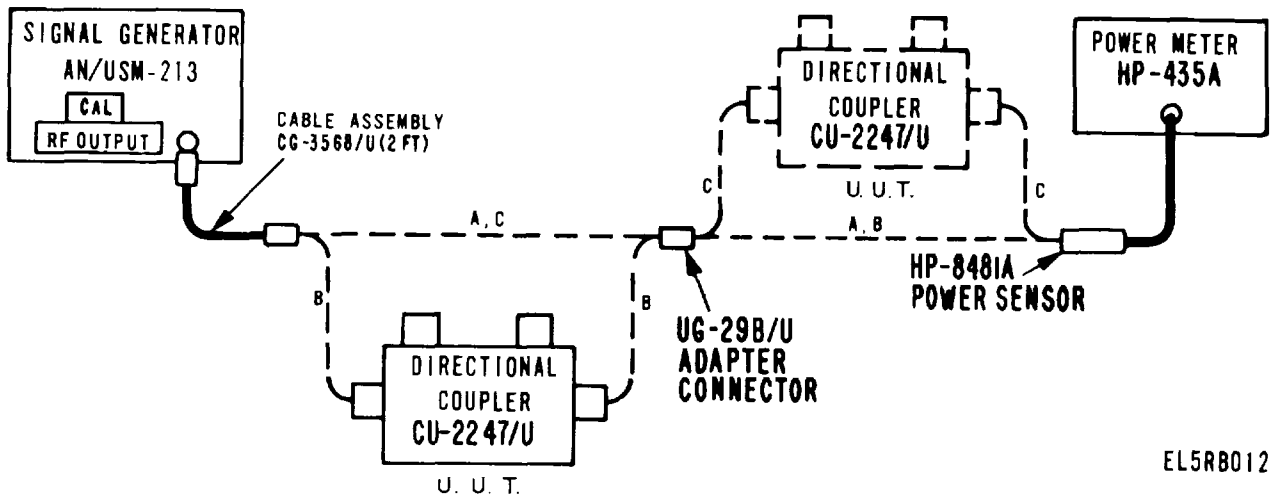 SIGNAL GENERATOR
AN/USM-213
CAL
RF OUTPUT
CABLE ASSEMBLY
CG-3568/U(2 FT)
DIRECTIONAL
COUPLER
CU-2247/U
U. U. T.
POWER METER
HP-435A
A, C
C
C
A, B
B
B
HP-8481A
POWER SENSOR
UG-29B/U
ADAPTER
CONNECTOR
DIRECTIONAL
COUPLER
CU-2247/U
U. U. T.
EL5RB012